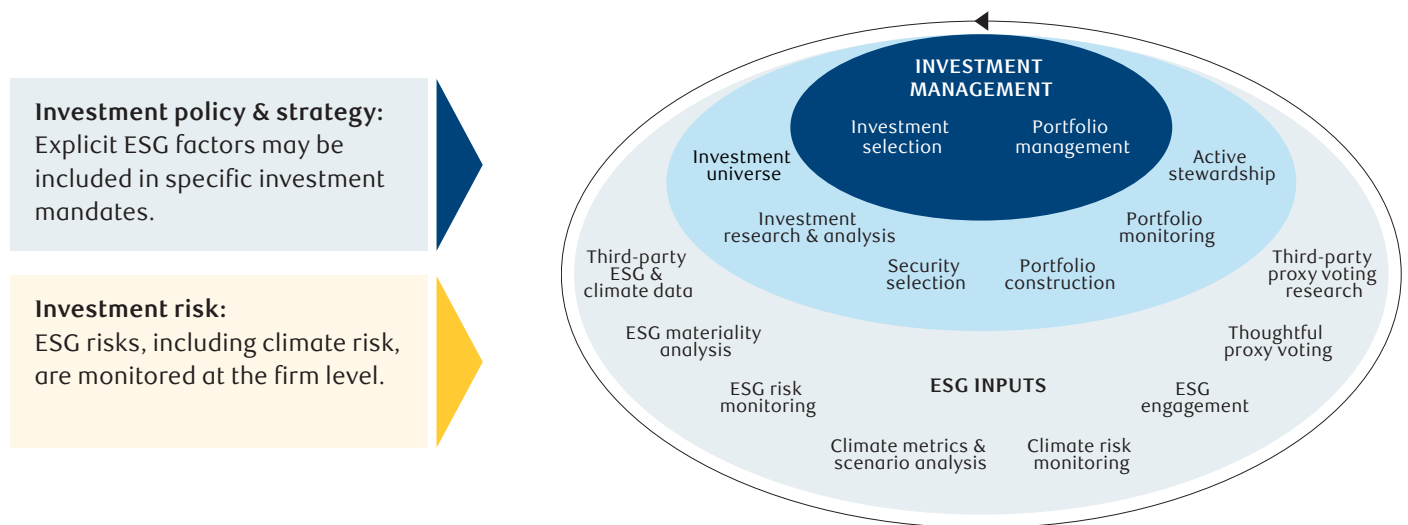 Investment policy & strategy:
Explicit ESG factors may be
included in specific investment
mandates.
Investment risk:
ESG risks, including climate risk,
are monitored at the firm level.
INVESTMENT
MANAGEMENT
Investment
selection
Portfolio
management
Investment
universe
Active
stewardship
Investment
research & analysis
Portfolio
monitoring
Security
selection
Portfolio
construction
Third-party
ESG &
climate data
Third-party
proxy voting
research
ESG materiality
analysis
Thoughtful
proxy voting
ESG risk
monitoring
ESG INPUTS
ESG
engagement
Climate metrics &
scenario analysis
Climate risk
monitoring